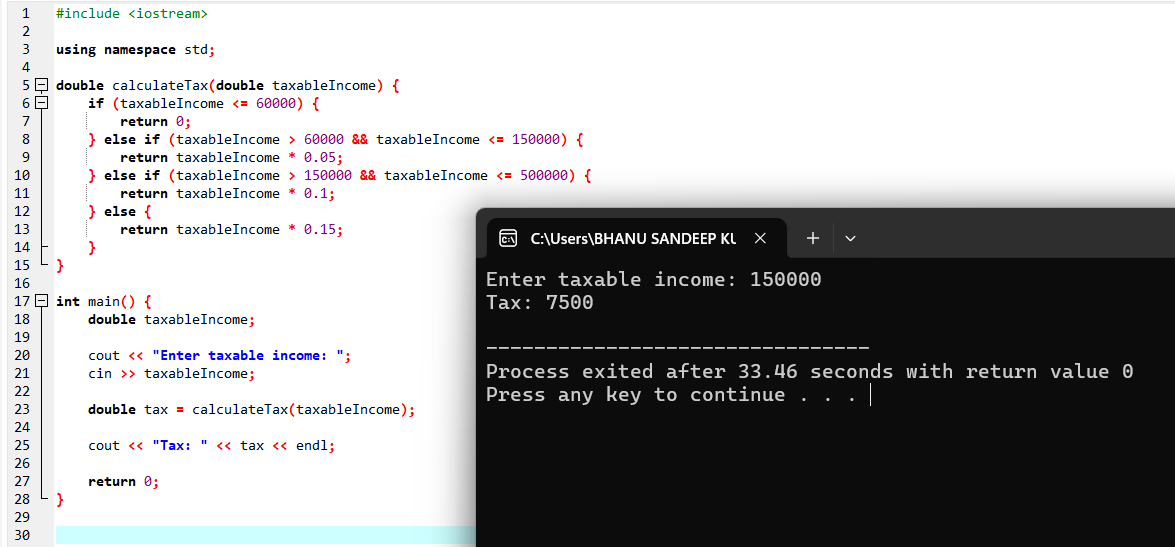 1 #include <iostream>
2
3 using namespace std;
4
5 double calculateTax(double taxableIncome) {
6 if (taxableIncome <= 60000) {
7 return 0;
8 } else if (taxableIncome > 60000 && taxableIncome <= 150000) {
9 return taxableIncome * 0.05;
10 } else if (taxableIncome > 150000 && taxableIncome <= 500000) {
11 return taxableIncome * 0.1;
12 } else {
13 return taxableIncome * 0.15;
14 }
15 }
16
17 int main() {
18 double taxableIncome;
19
20 cout << "Enter taxable income: ";
21 cin >> taxableIncome;
22
23 double tax = calculateTax(taxableIncome);
24
25 cout << "Tax: " << tax << endl;
26
27 return 0;
28 }
29
30
C:\Users\BHANU SANDEEP
Enter taxable income: 150000
Tax: 7500
--------------------------------
Process exited after 33.46 seconds with return value 0
Press any key to continue . . .